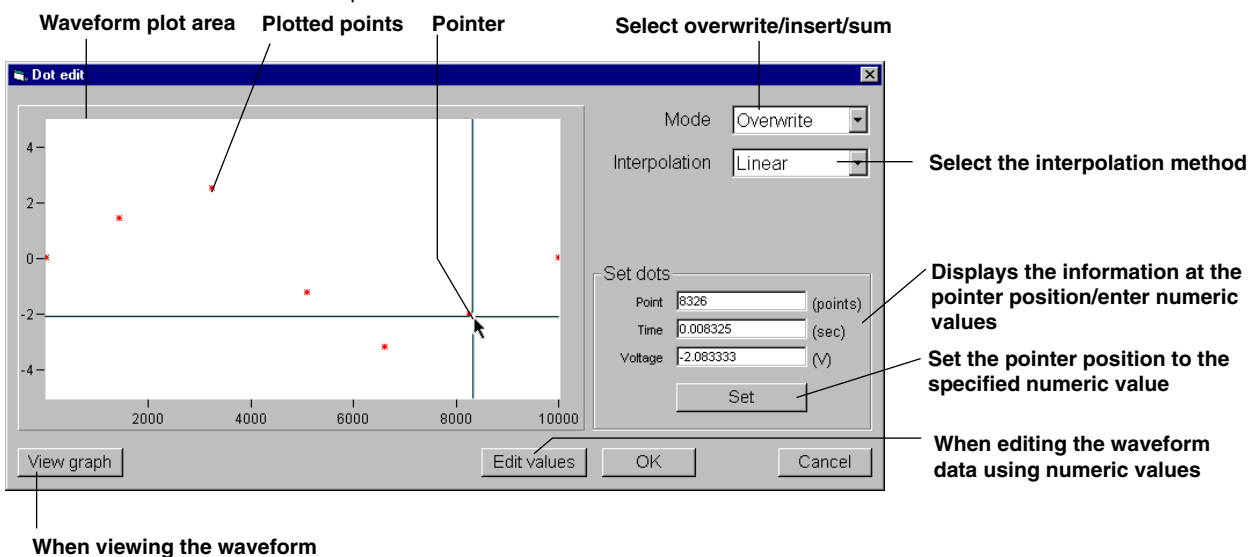 Waveform plot area Plotted points Pointer Select overwrite/insert/sum
Dot edit
Mode Overwrite
Interpolation Linear
Select the interpolation method
4
2
0
-2
-4
2000 4000 6000 8000 10000
Set dots
Point 8326 (points)
Time 0.008325 (sec)
Voltage -2.083333 (V)
Set
Displays the information at the
pointer position/enter numeric
values
Set the pointer position to the
specified numeric value
View graph Edit values OK Cancel
When editing the waveform
data using numeric values
When viewing the waveform